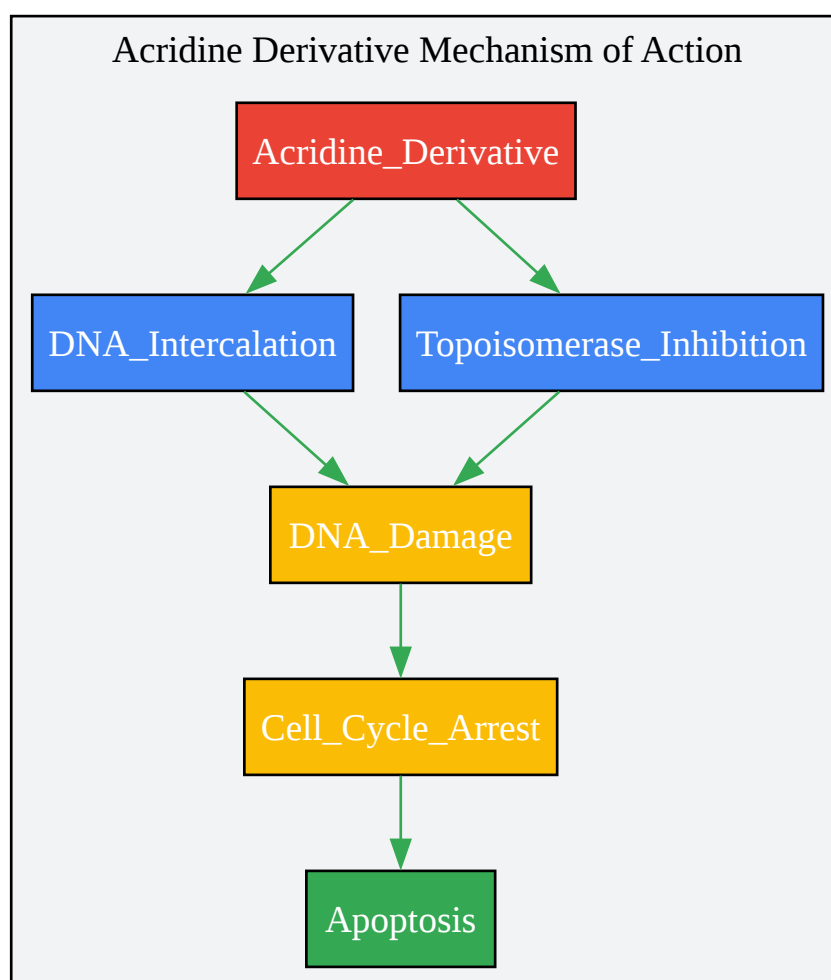 Acridine Derivative Mechanism of Action
Acridine_Derivative
DNA_Intercalation
Topoisomerase_Inhibition
DNA_Damage
Cell_Cycle_Arrest
Apoptosis